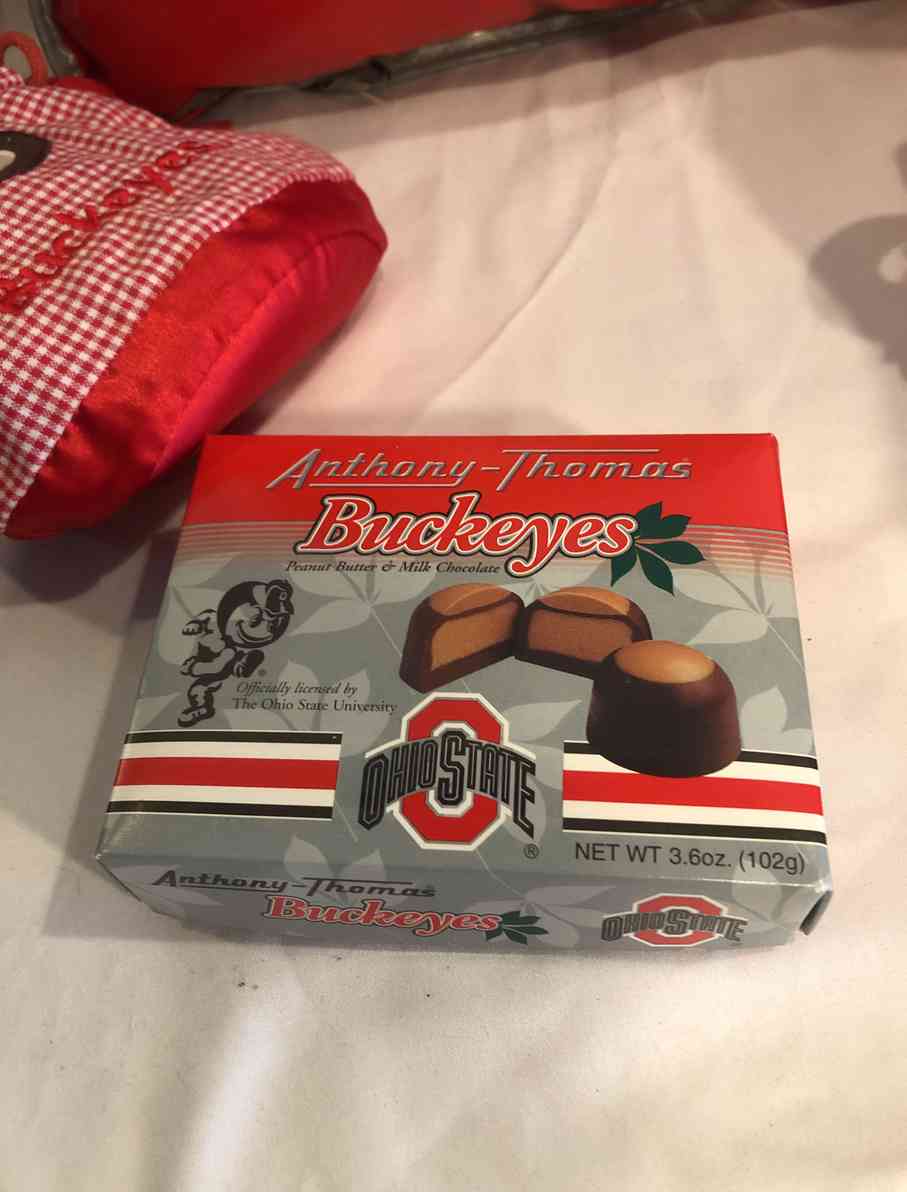 Buckeyes
Anthony-Thomas®
Buckeyes
Peanut Butter & Milk Chocolate
Officially licensed by
The Ohio State University
OHIO STATE
®
NET WT 3.6oz. (102g)
Anthony-Thomas®
Buckeyes
OHIO STATE